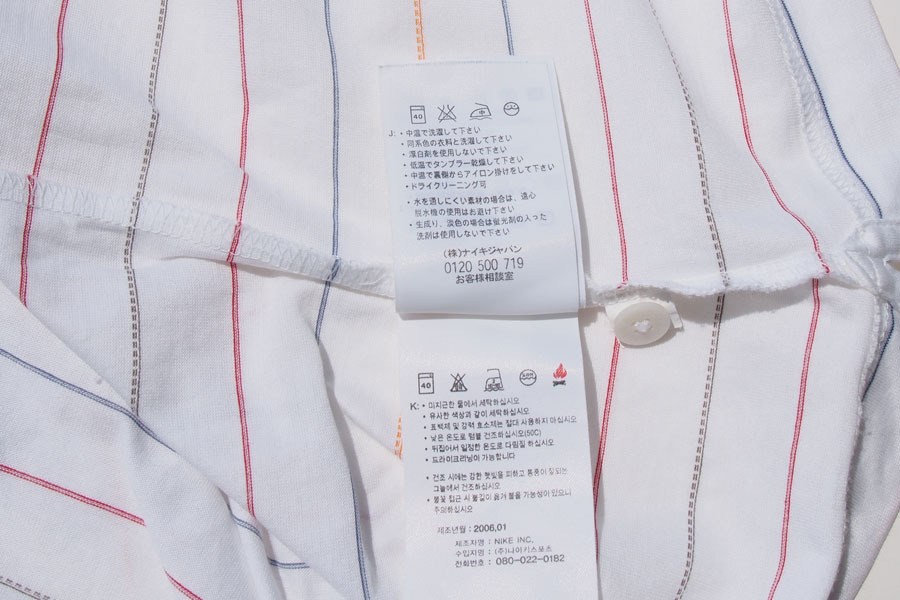 40 中
J: ・中温で洗濯して下さい
・同系色の衣料と洗濯して下さい
・漂白剤を使用しないで下さい
・低温でタンブラー乾燥して下さい
・中温で裏側からアイロン掛けをして下さい
・ドライクリーニング可
・水を通しにくい素材の場合は、遠心
脱水機の使用はお避け下さい
・生成り、淡色の場合は蛍光剤の入った
洗剤は使用しないで下さい
(株)ナイキジャパン
0120 500 719
お客様相談室
40
K: • 미지근한 물에서 세탁하십시오
• 유사한 색상과 같이 세탁하십시오
• 표백제 및 강력 효소제는 절대 사용하지 마십시오
• 낮은 온도로 텀블 건조하십시오(50C)
• 뒤집어서 일정한 온도로 다림질 하십시오
• 드라이크리닝이 가능합니다
• 건조 시에는 강한 햇빛을 피하고 통풍이 잘되는
그늘에서 건조하십시오
• 불꽃 접근 시 불길이 옮겨 붙을 가능성이 있으니
주의하십시오
제조년월 : 2006.01
제조자명 : NIKE INC.
수입자명 : (주)나이키스포츠
전화번호 : 080-022-0182